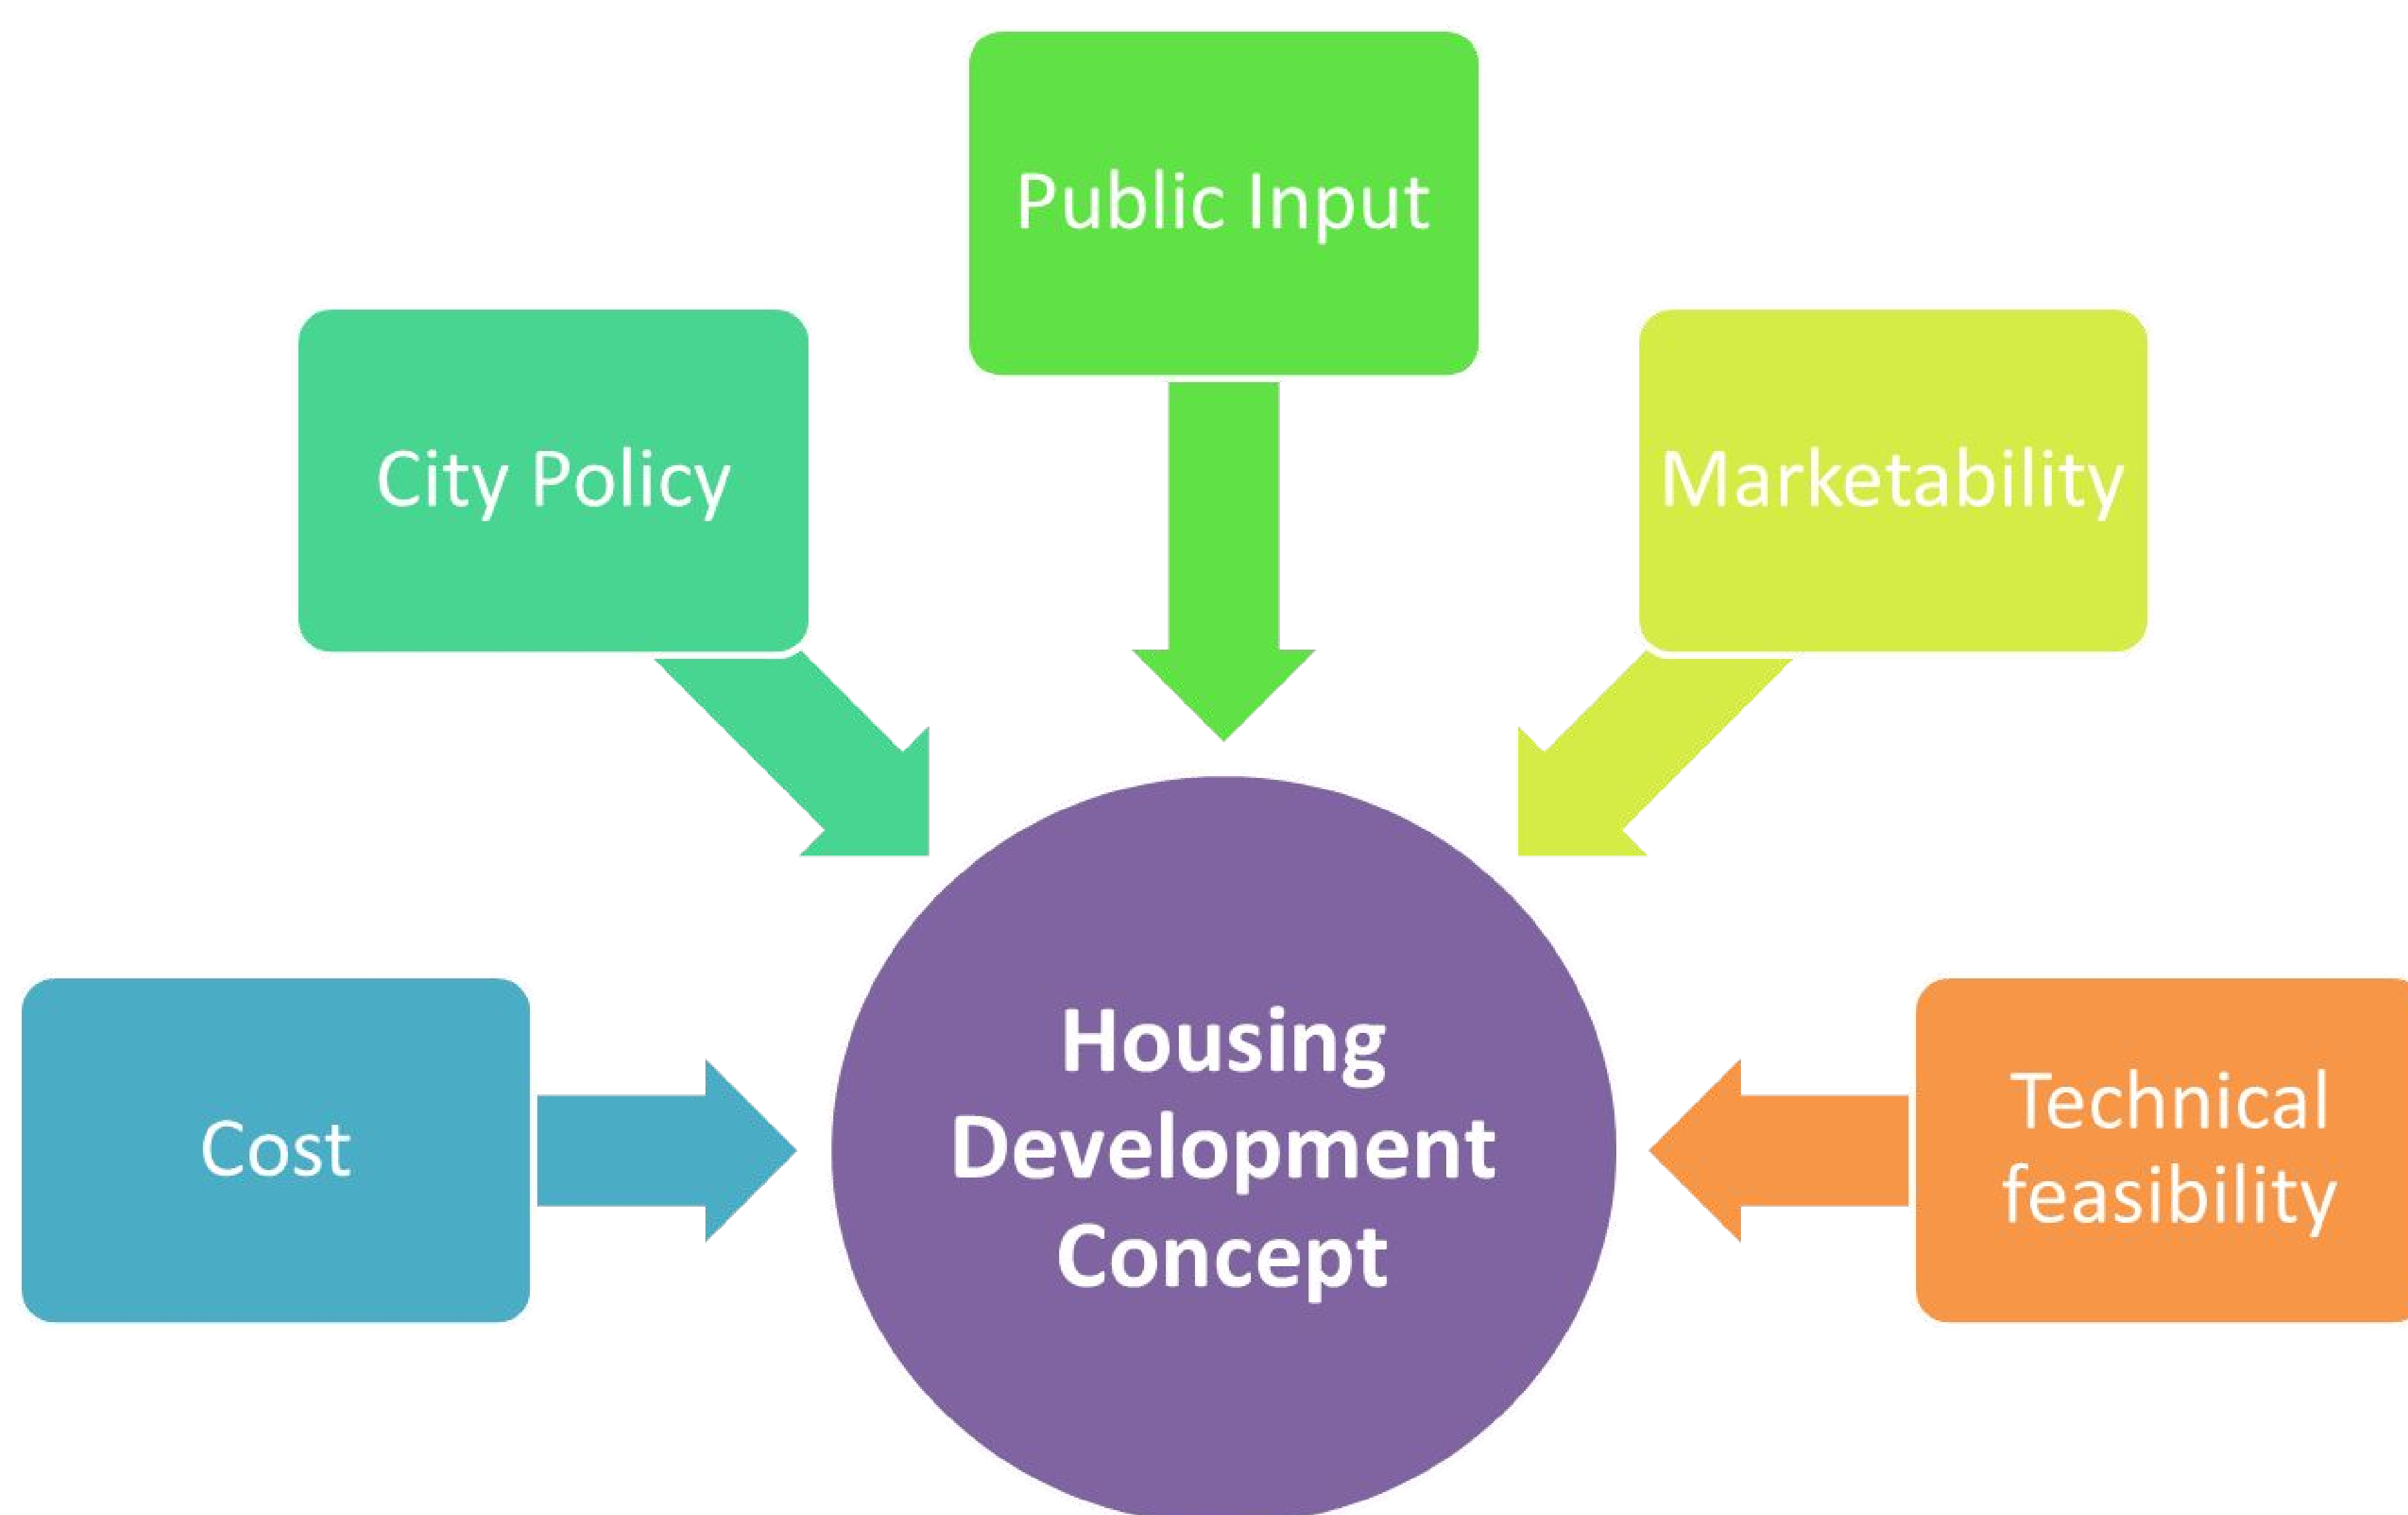 Public Input
City Policy
Marketability
Cost
Housing
Development
Concept
Technical
feasibility